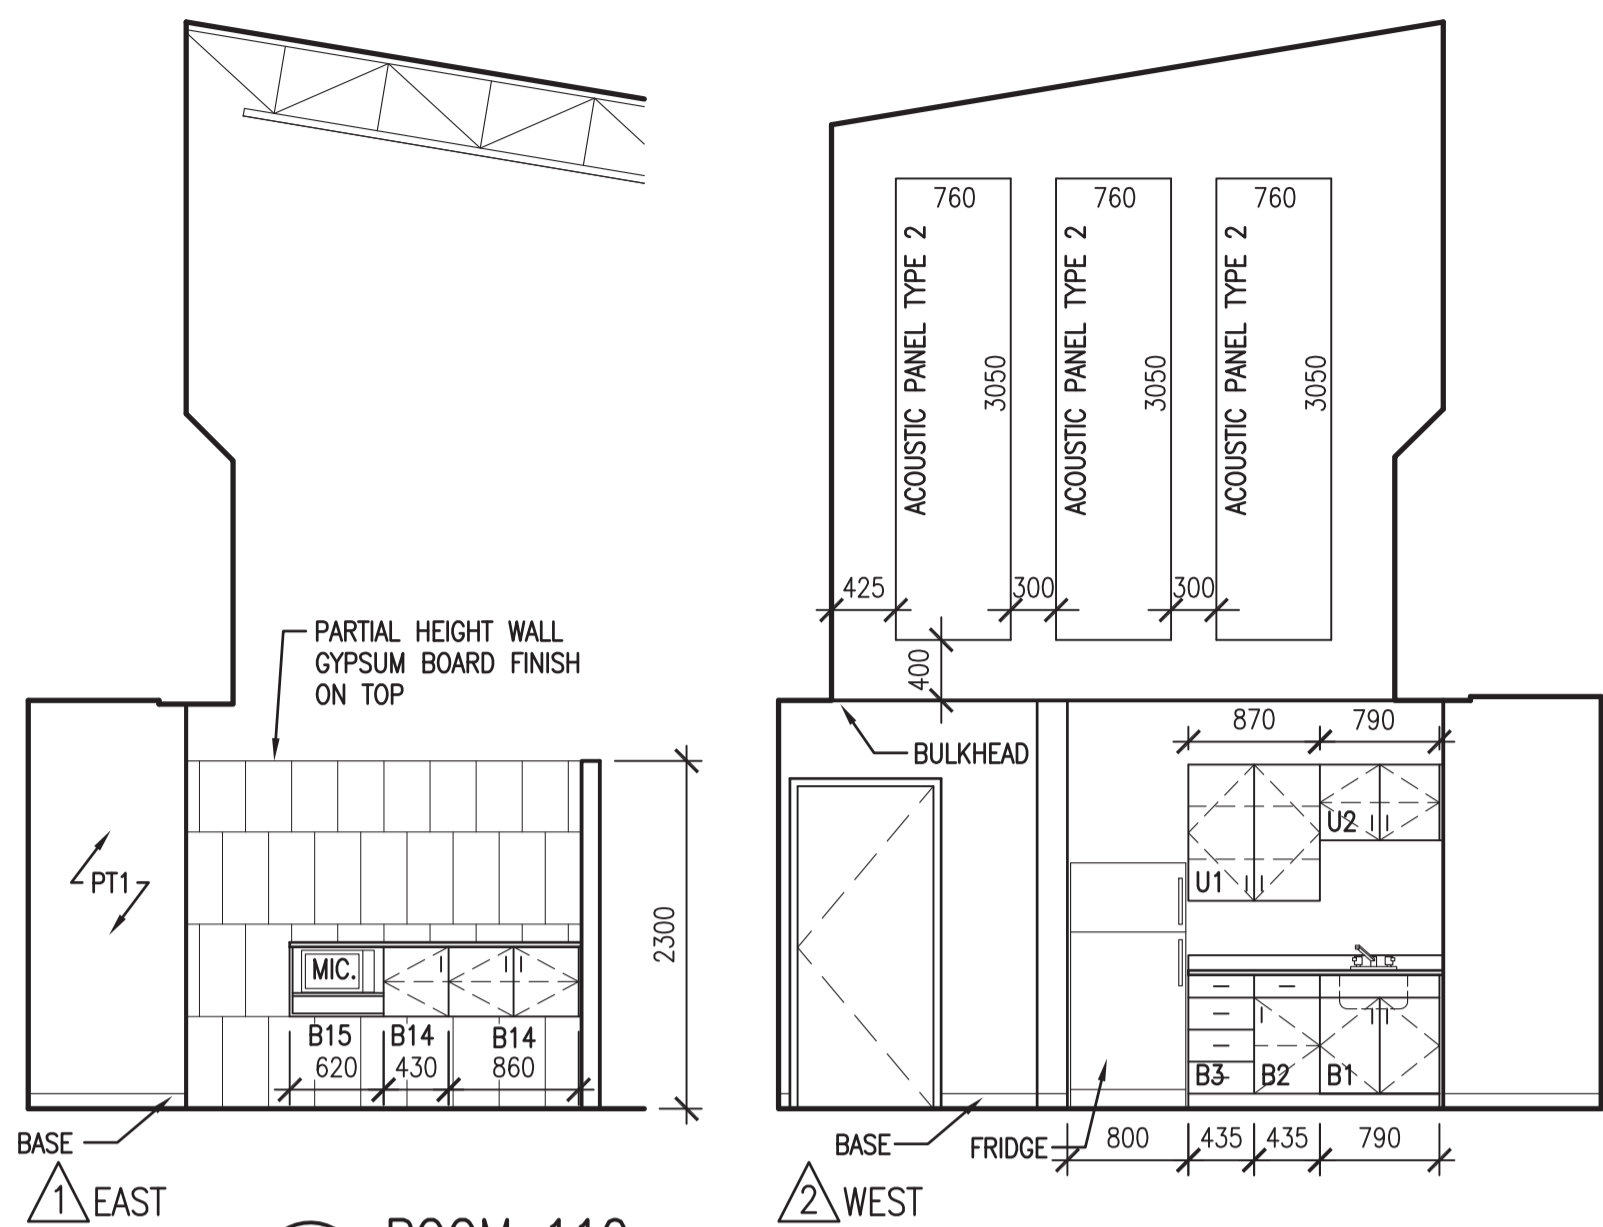 PARTIAL HEIGHT WALL
GYPSUM BOARD FINISH
ON TOP
PT1
2300
MIC.
B15 B14 B14
620 430 860
BASE
1 EAST
760 760 760
ACOUSTIC PANEL TYPE 2
3050
ACOUSTIC PANEL TYPE 2
3050
ACOUSTIC PANEL TYPE 2
3050
425 300 300
400
BULKHEAD
870 790
U2
U1
B3 B2 B1
BASE
FRIDGE
800 435 435 790
2 WEST
ROOM